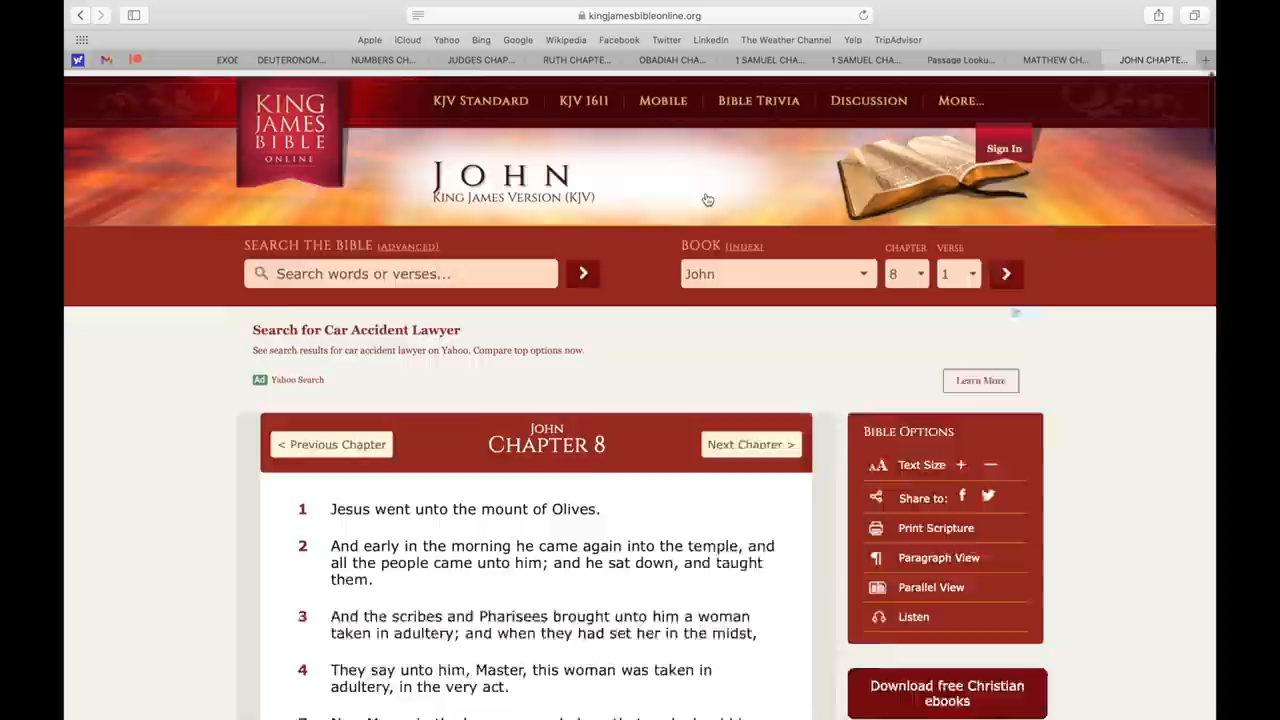 kingjamesbibleonline.org
Apple iCloud Yahoo Bing Google Wikipedia Facebook Twitter LinkedIn The Weather Channel Yelp TripAdvisor
EXOD DEUTERONOM... NUMBERS CH... JUDGES CHAP... RUTH CHAPTE... OBADIAH CHA... 1 SAMUEL CHA... 1 SAMUEL CHA... Passage Looku... MATTHEW CH... JOHN CHAPTE...
KING JAMES BIBLE ONLINE
KJV Standard KJV 1611 Mobile Bible Trivia Discussion More...
Sign In
JOHN
King James Version (KJV)
Search the Bible (Advanced)
Search words or verses...
Book (Index) Chapter Verse
John 8 1
Search for Car Accident Lawyer
See search results for car accident lawyer on Yahoo. Compare top options now.
Ad Yahoo Search
Learn More
< Previous Chapter
John
Chapter 8
Next Chapter >
1 Jesus went unto the mount of Olives.
2 And early in the morning he came again into the temple, and
all the people came unto him; and he sat down, and taught
them.
3 And the scribes and Pharisees brought unto him a woman
taken in adultery; and when they had set her in the midst,
4 They say unto him, Master, this woman was taken in
adultery, in the very act.
Bible Options
AA Text Size + −
Share to:
Print Scripture
Paragraph View
Parallel View
Listen
Download free Christian
ebooks